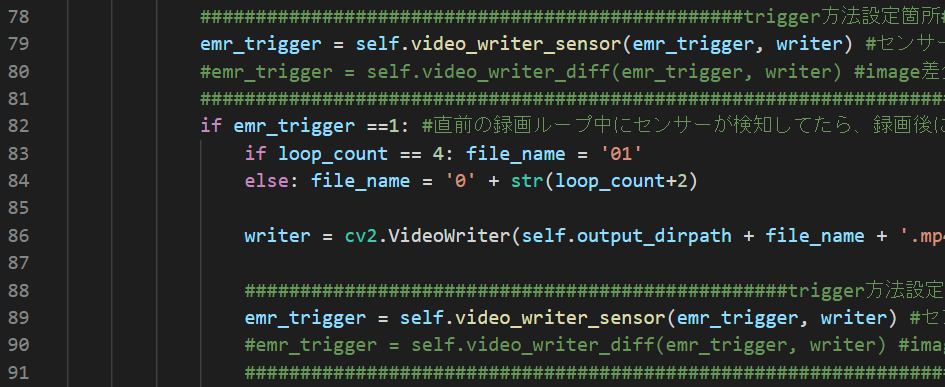 78 #################################################trigger方法設定箇所#
79 emr_trigger = self.video_writer_sensor(emr_trigger, writer) #センサー
80 #emr_trigger = self.video_writer_diff(emr_trigger, writer) #image差
81 ###################################################################
82 if emr_trigger ==1: #直前の録画ループ中にセンサーが検知してたら、録画後に
83 if loop_count == 4: file_name = '01'
84 else: file_name = '0' + str(loop_count+2)
85
86 writer = cv2.VideoWriter(self.output_dirpath + file_name + '.mp4
87
88 #################################################trigger方法設定
89 emr_trigger = self.video_writer_sensor(emr_trigger, writer) #セ
90 #emr_trigger = self.video_writer_diff(emr_trigger, writer) #imag
91 ###############################################################